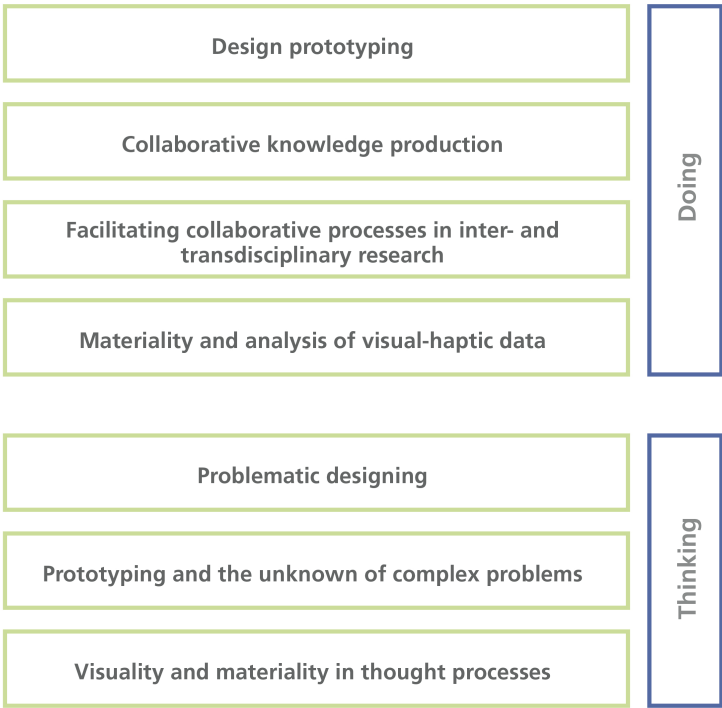 Design prototyping
Collaborative knowledge production
Facilitating collaborative processes in inter- and
transdisciplinary research
Materiality and analysis of visual-haptic data
Doing
Problematic designing
Prototyping and the unknown of complex problems
Visuality and materiality in thought processes
Thinking